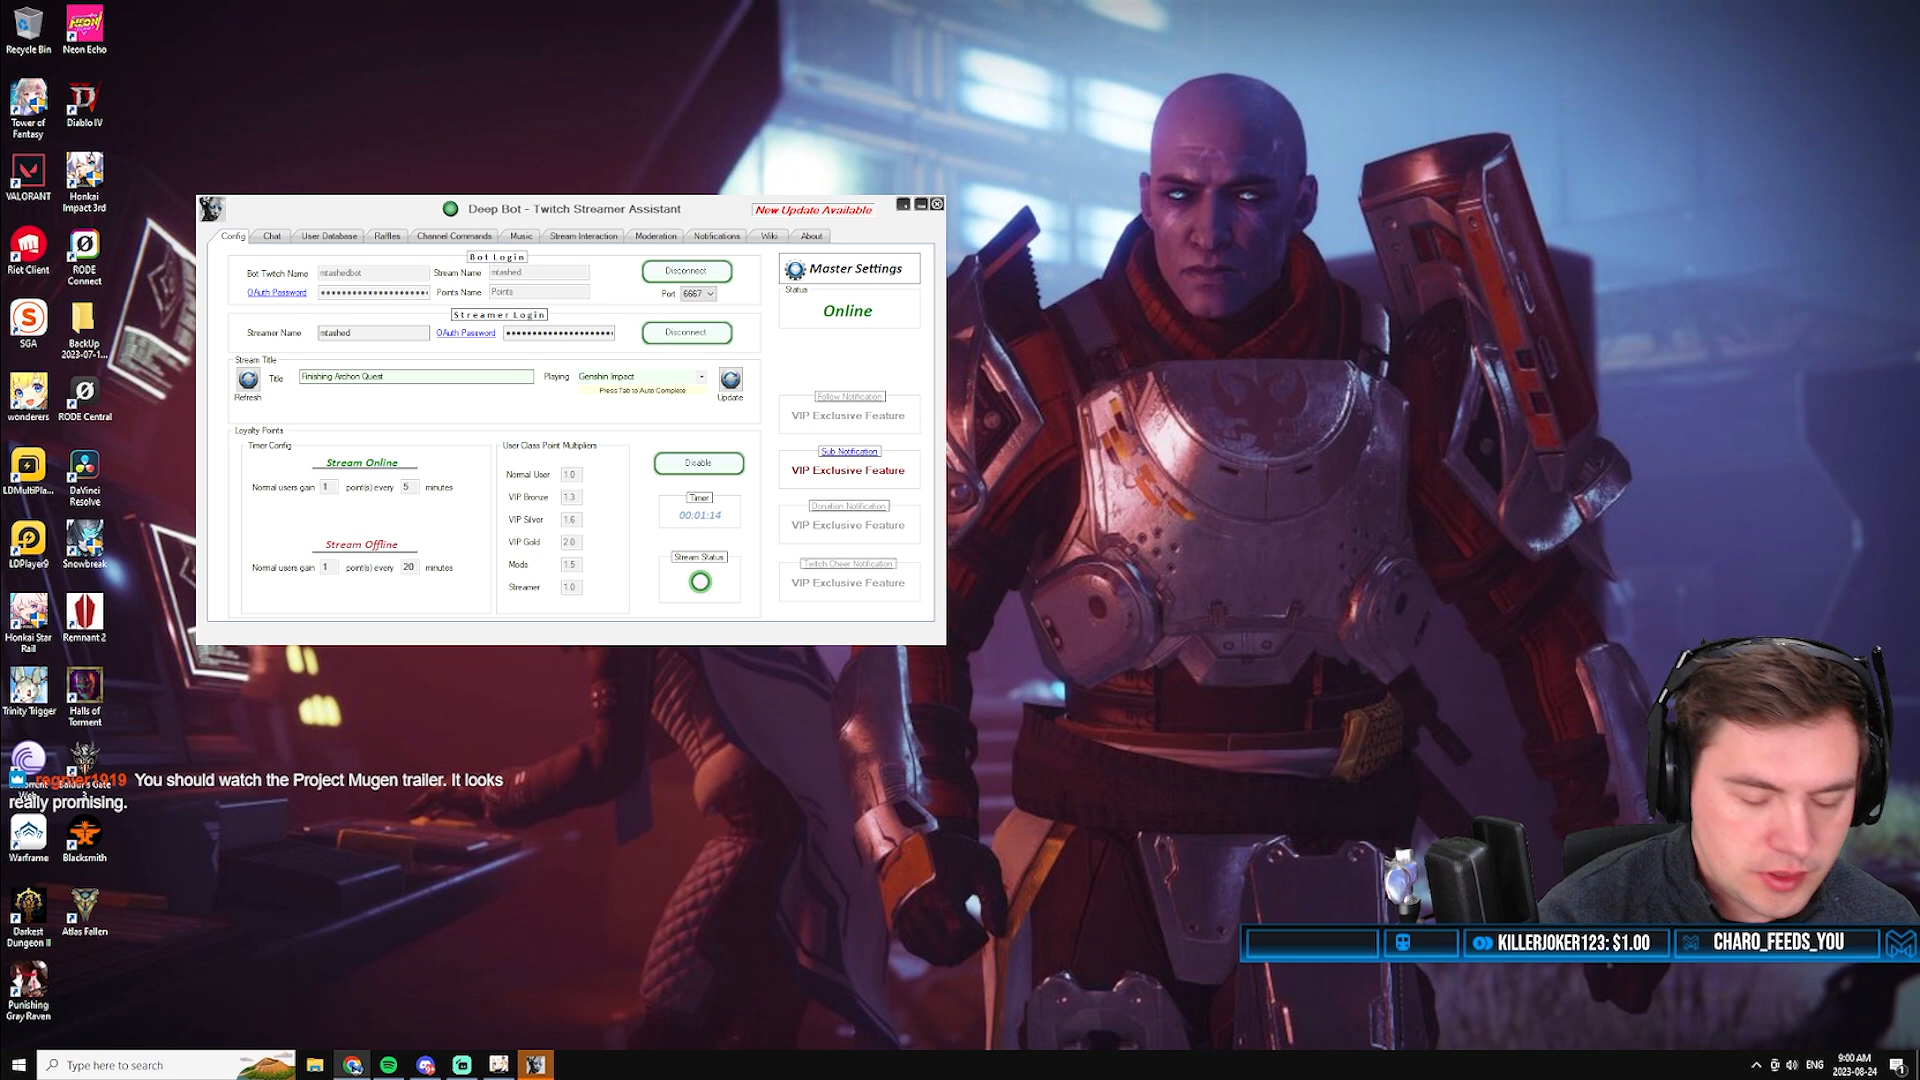 Recycle Bin
Neon Echo
Tower of
Fantasy
Diablo IV
VALORANT
Honkai
Impact 3rd
Riot Client
RODE
Connect
SGA
BackUp
2023-07-1...
wonderers
RODE Central
LDMultiPla...
DaVinci
Resolve
LDPlayer9
Snowbreak
Honkai Star
Rail
Remnant 2
Trinity Trigger
Halls of
Torment
regnier1919 You should watch the Project Mugen trailer. It looks
really promising.
Warframe
Blacksmith
Darkest
Dungeon II
Atlas Fallen
Punishing
Gray Raven
Deep Bot - Twitch Streamer Assistant
New Update Available
Config Chat User Database Raffles Channel Commands Music Stream Interaction Moderation Notifications Wiki About
Bot Login
Bot Twitch Name mtashedbot Stream Name mtashed Disconnect
OAuth Password Points Name Points Port 6667
Streamer Login
Streamer Name mtashed OAuth Password Disconnect
Stream Title
Title Finishing Archon Quest Playing Genshin Impact
Press Tab to Auto Complete
Refresh Update
Loyalty Points
Timer Config
Stream Online
Normal users gain 1 point(s) every 5 minutes
Stream Offline
Normal users gain 1 point(s) every 20 minutes
User Class Point Multipliers
Normal User 1.0
VIP Bronze 1.3
VIP Silver 1.6
VIP Gold 2.0
Mods 1.5
Streamer 1.0
Disable
Timer
00:01:14
Stream Status
Master Settings
Status
Online
Follow Notification
VIP Exclusive Feature
Sub Notification
VIP Exclusive Feature
Donation Notification
VIP Exclusive Feature
Twitch Cheer Notification
VIP Exclusive Feature
KILLERJOKER123: $1.00
CHARO_FEEDS_YOU
Type here to search
ENG
9:00 AM
2023-08-24